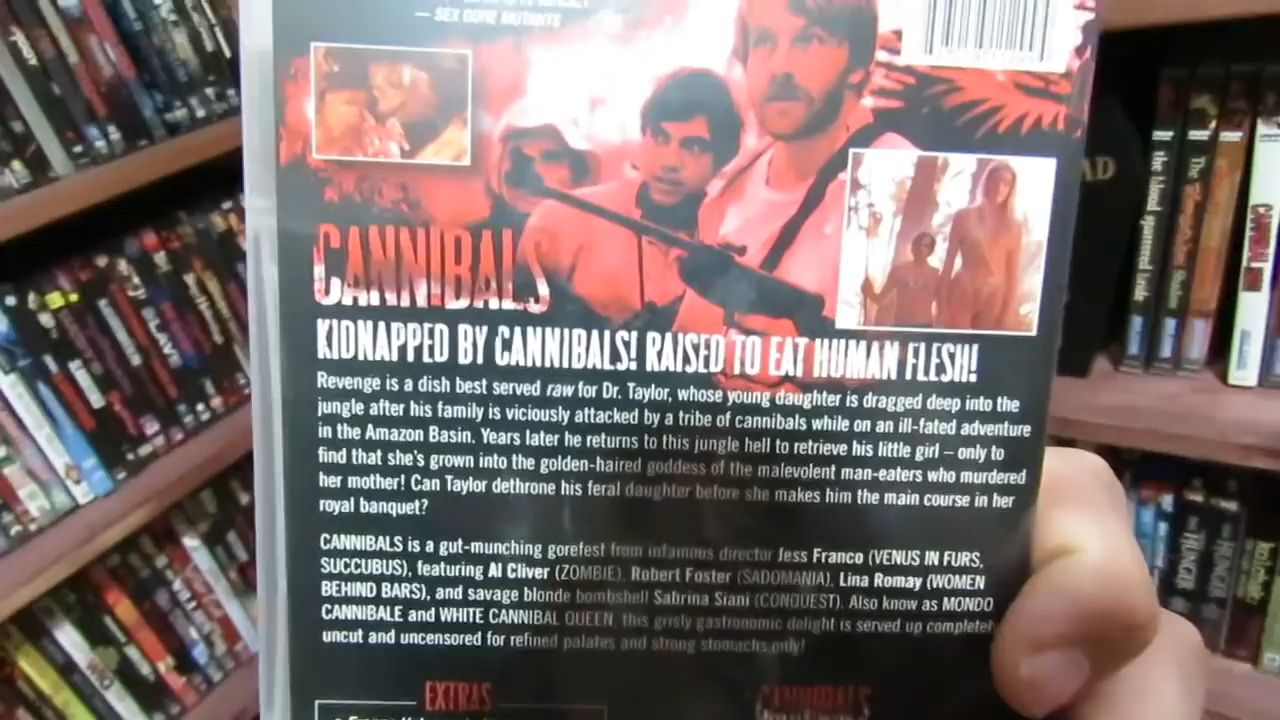 — SEX GORE MUTANTS
CANNIBALS
KIDNAPPED BY CANNIBALS! RAISED TO EAT HUMAN FLESH!
Revenge is a dish best served raw for Dr. Taylor, whose young daughter is dragged deep into the
jungle after his family is viciously attacked by a tribe of cannibals while on an ill-fated adventure
in the Amazon Basin. Years later he returns to this jungle hell to retrieve his little girl – only to
find that she's grown into the golden-haired goddess of the malevolent man-eaters who murdered
her mother! Can Taylor dethrone his feral daughter before she makes him the main course in her
royal banquet?
CANNIBALS is a gut-munching gorefest from infamous director Jess Franco (VENUS IN FURS,
SUCCUBUS), featuring Al Cliver (ZOMBIE), Robert Foster (SADOMANIA), Lina Romay (WOMEN
BEHIND BARS), and savage blonde bombshell Sabrina Siani (CONQUEST). Also know as MONDO
CANNIBALE and WHITE CANNIBAL QUEEN, this grisly gastronomic delight is served up completel
uncut and uncensored for refined palates and strong stomachs only!
EXTRAS
CANNIBALS
the blood spattered bride
The